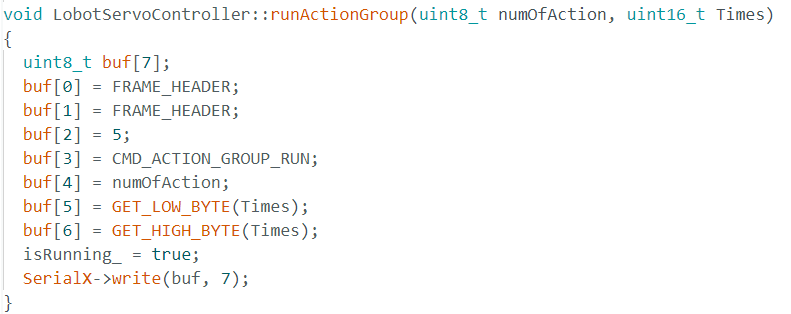 void LobotServoController::runActionGroup(uint8_t numOfAction, uint16_t Times)
{
  uint8_t buf[7];
  buf[0] = FRAME_HEADER;
  buf[1] = FRAME_HEADER;
  buf[2] = 5;
  buf[3] = CMD_ACTION_GROUP_RUN;
  buf[4] = numOfAction;
  buf[5] = GET_LOW_BYTE(Times);
  buf[6] = GET_HIGH_BYTE(Times);
  isRunning_ = true;
  SerialX->write(buf, 7);
}